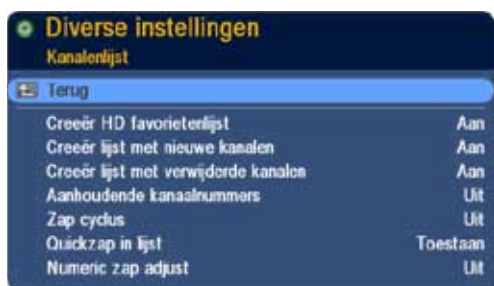 Diverse instellingen
Kanalenlijst
Terug
Creeër HD favorietenlijst Aan
Creeër lijst met nieuwe kanalen Aan
Creeër lijst met verwijderde kanalen Aan
Aanhoudende kanaalnummers Uit
Zap cyclus Uit
Quickzap in lijst Toestaan
Numeric zap adjust Uit